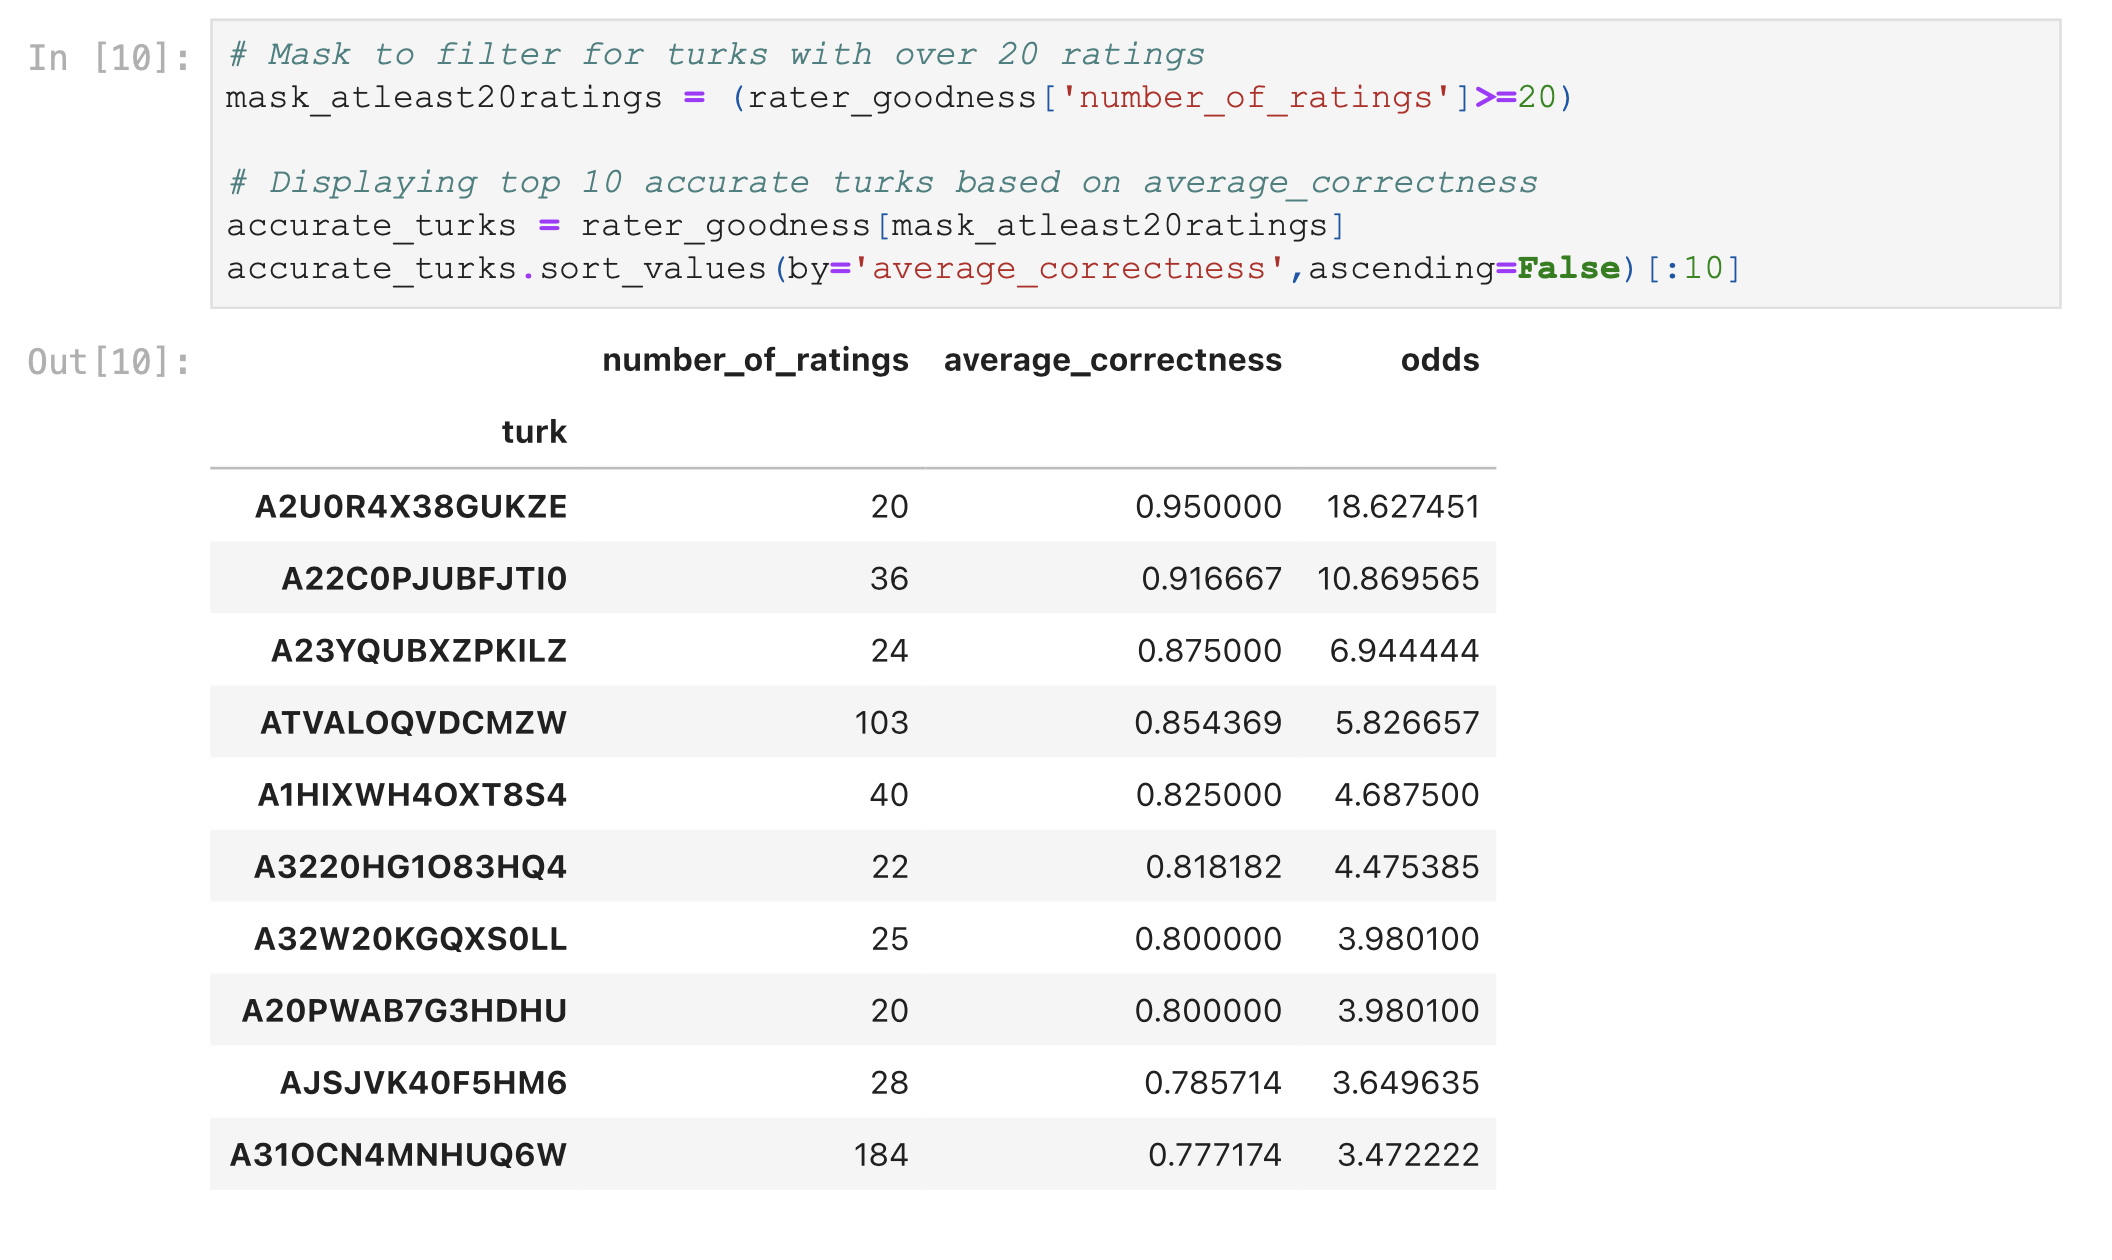 In [10]:
# Mask to filter for turks with over 20 ratings
mask_atleast20ratings = (rater_goodness['number_of_ratings']>=20)
# Displaying top 10 accurate turks based on average_correctness
accurate_turks = rater_goodness[mask_atleast20ratings]
accurate_turks.sort_values(by='average_correctness',ascending=False)[:10]
Out[10]:
number_of_ratings average_correctness odds
turk
A2U0R4X38GUKZE 20 0.950000 18.627451
A22C0PJUBFJTI0 36 0.916667 10.869565
A23YQUBXZPKILZ 24 0.875000 6.944444
ATVALOQVDCMZW 103 0.854369 5.826657
A1HIXWH4OXT8S4 40 0.825000 4.687500
A3220HG1O83HQ4 22 0.818182 4.475385
A32W20KGQXS0LL 25 0.800000 3.980100
A20PWAB7G3HDHU 20 0.800000 3.980100
AJSJVK40F5HM6 28 0.785714 3.649635
A31OCN4MNHUQ6W 184 0.777174 3.472222